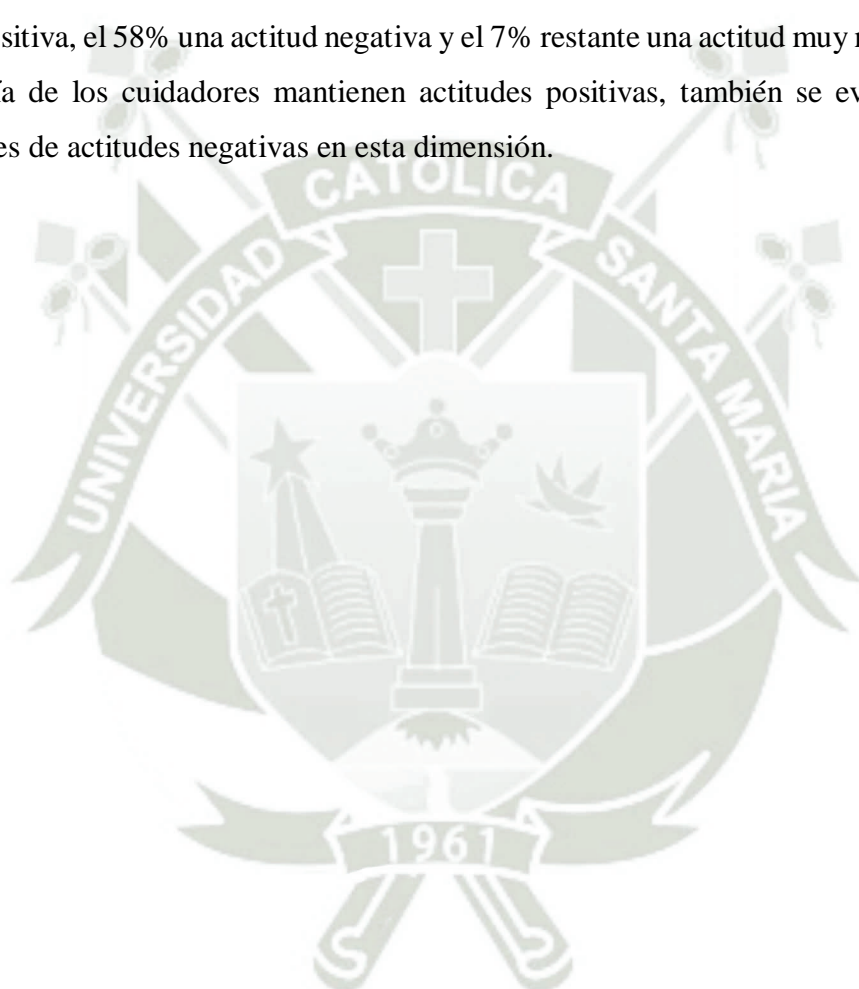 sitiva, el 58% una actitud negativa y el 7% restante una actitud muy
ía de los cuidadores mantienen actitudes positivas, también se ev
es de actitudes negativas en esta dimensión.
UNIVERSIDAD CATÓLICA SANTA MARIA
1961